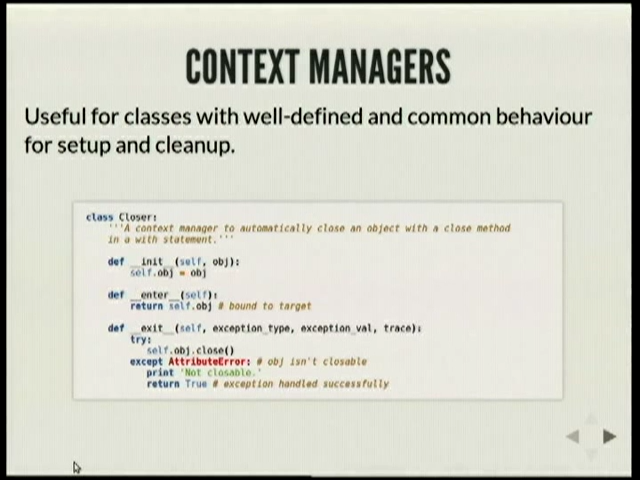 CONTEXT MANAGERS
Useful for classes with well-defined and common behaviour
for setup and cleanup.
class Closer:
'''A context manager to automatically close an object with a close method
in a with statement.'''
def __init__(self, obj):
self.obj = obj
def __enter__(self):
return self.obj # bound to target
def __exit__(self, exception_type, exception_val, trace):
try:
self.obj.close()
except AttributeError: # obj isn't closable
print 'Not closable.'
return True # exception handled successfully